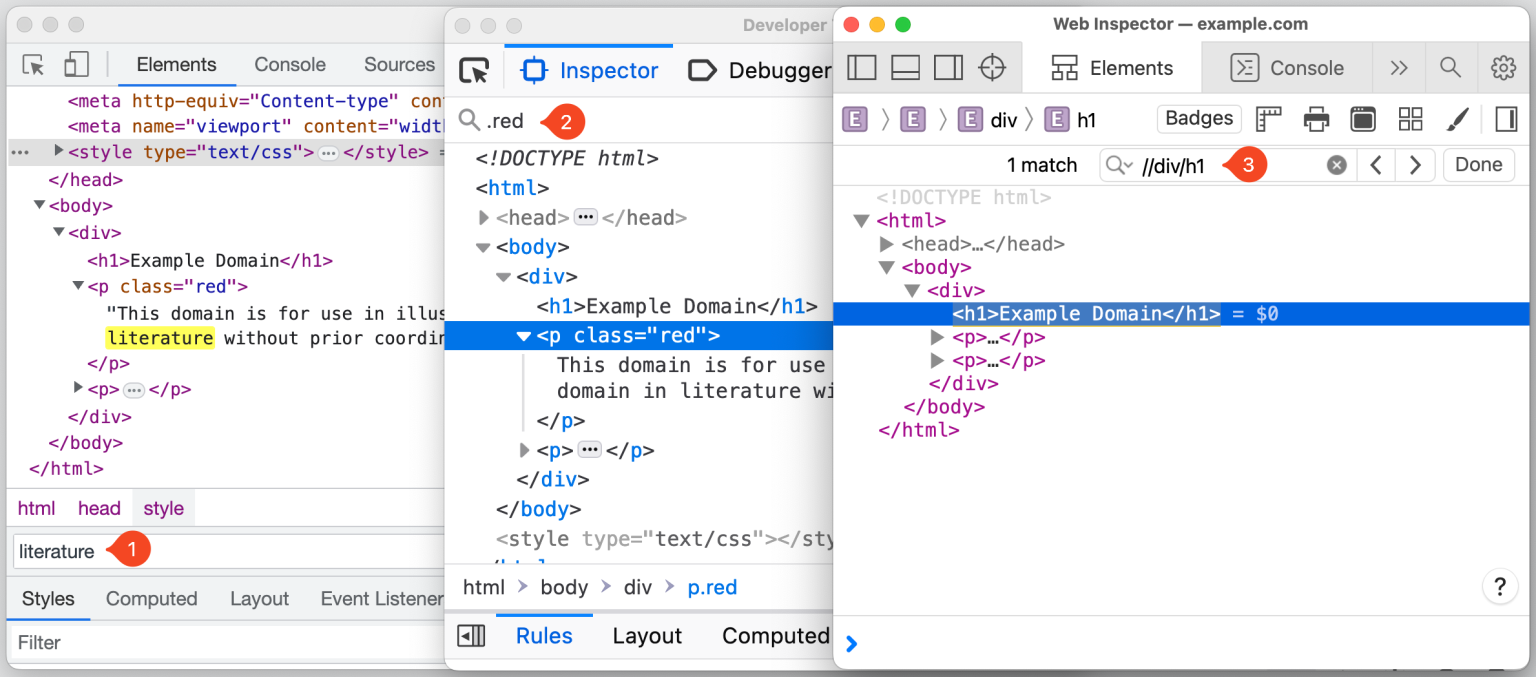 Elements Console Sources
<meta http-equiv="Content-type" con
<meta name="viewport" content="widt
••• <style type="text/css"> ••• </style> =
</head>
<body>
<div>
<h1>Example Domain</h1>
<p class="red">
"This domain is for use in illus
literature without prior coordin
</p>
<p> ••• </p>
</div>
</body>
</html>
html head style
literature 1
Styles Computed Layout Event Listener
Filter
Developer
Inspector Debugger
.red 2
<!DOCTYPE html>
<html>
<head> ••• </head>
<body>
<div>
<h1>Example Domain</h1>
<p class="red">
This domain is for use
domain in literature wi
</p>
<p> ••• </p>
</div>
</body>
<style type="text/css"></sty
html > body > div > p.red
Rules Layout Computed
Web Inspector — example.com
Elements Console >>
E > E > E div > E h1 Badges
1 match //div/h1 3 Done
<!DOCTYPE html>
<html>
<head>…</head>
<body>
<div>
<h1>Example Domain</h1> = $0
<p>…</p>
<p>…</p>
</div>
</body>
</html>
?
>